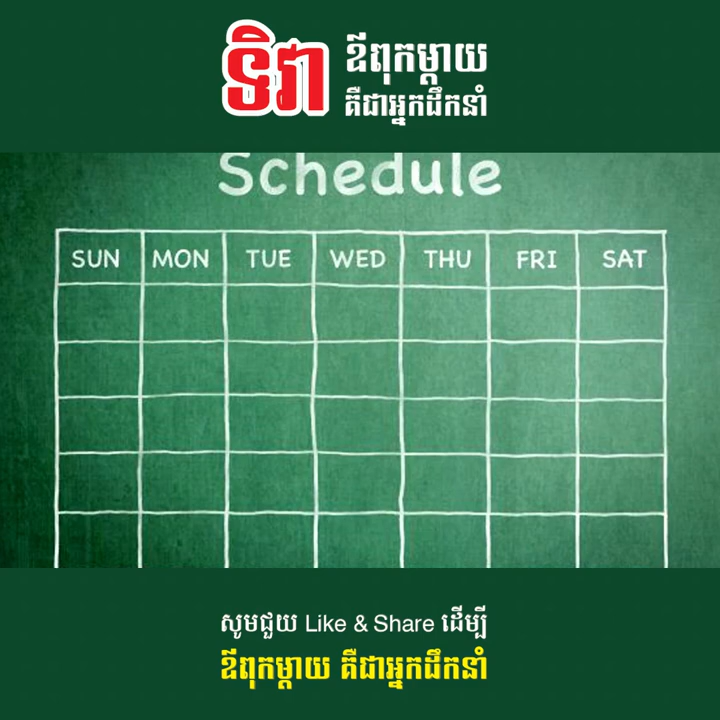 ទិវា
ឪពុកម្ដាយ
គឺជាអ្នកដឹកនាំ
Schedule
SUN MON TUE WED THU FRI SAT
សូមជួយ Like & Share ដើម្បី
ឪពុកម្ដាយ គឺជាអ្នកដឹកនាំ